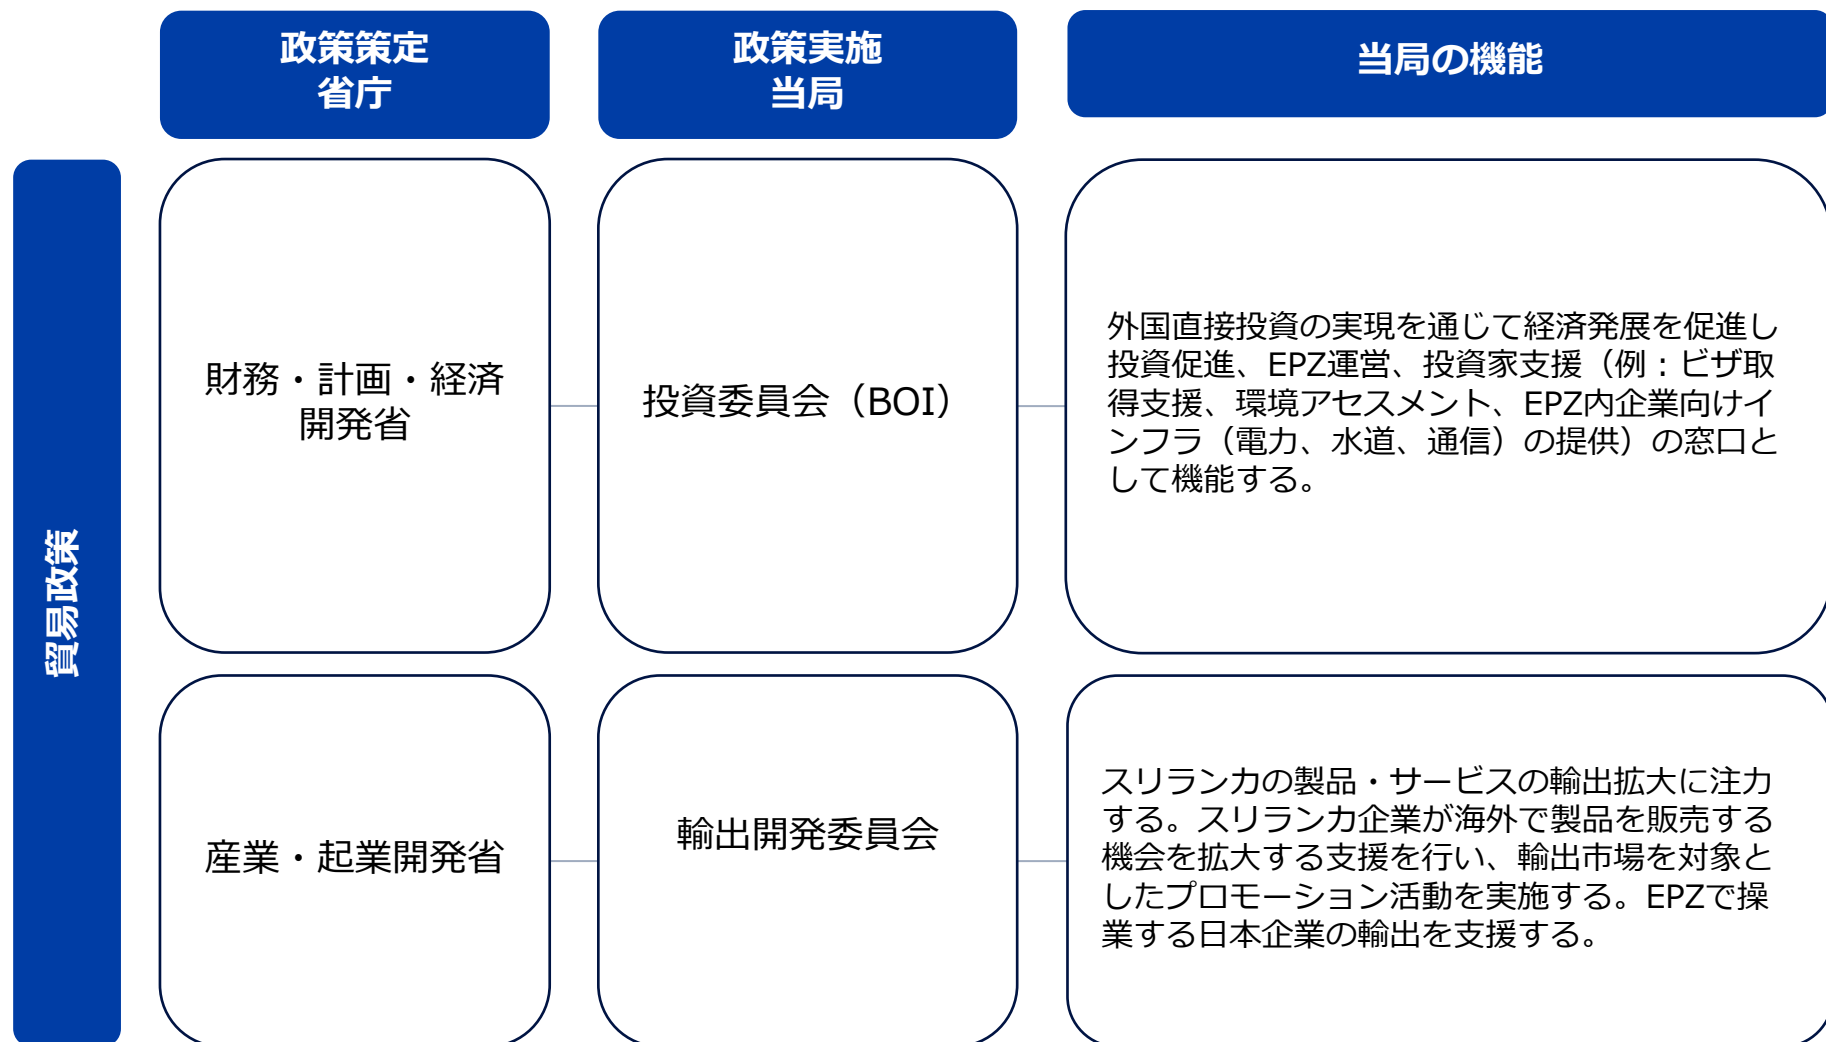 政策策定
省庁
政策実施
当局
当局の機能
貿易政策
財務・計画・経済
開発省
投資委員会（BOI）
外国直接投資の実現を通じて経済発展を促進し
投資促進、EPZ運営、投資家支援（例：ビザ取
得支援、環境アセスメント、EPZ内企業向けイ
ンフラ（電力、水道、通信）の提供）の窓口と
して機能する。
産業・起業開発省
輸出開発委員会
スリランカの製品・サービスの輸出拡大に注力
する。スリランカ企業が海外で製品を販売する
機会を拡大する支援を行い、輸出市場を対象と
したプロモーション活動を実施する。EPZで操
業する日本企業の輸出を支援する。